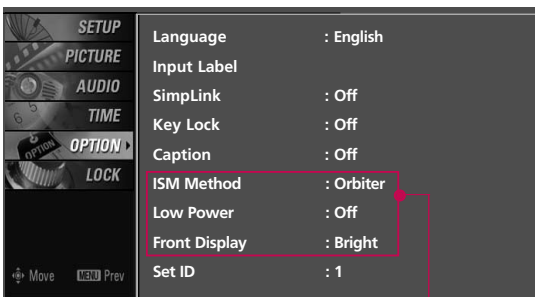 SETUP
PICTURE
AUDIO
TIME
OPTION
LOCK
Move MENU Prev
Language : English
Input Label
SimpLink : Off
Key Lock : Off
Caption : Off
ISM Method : Orbiter
Low Power : Off
Front Display : Bright
Set ID : 1